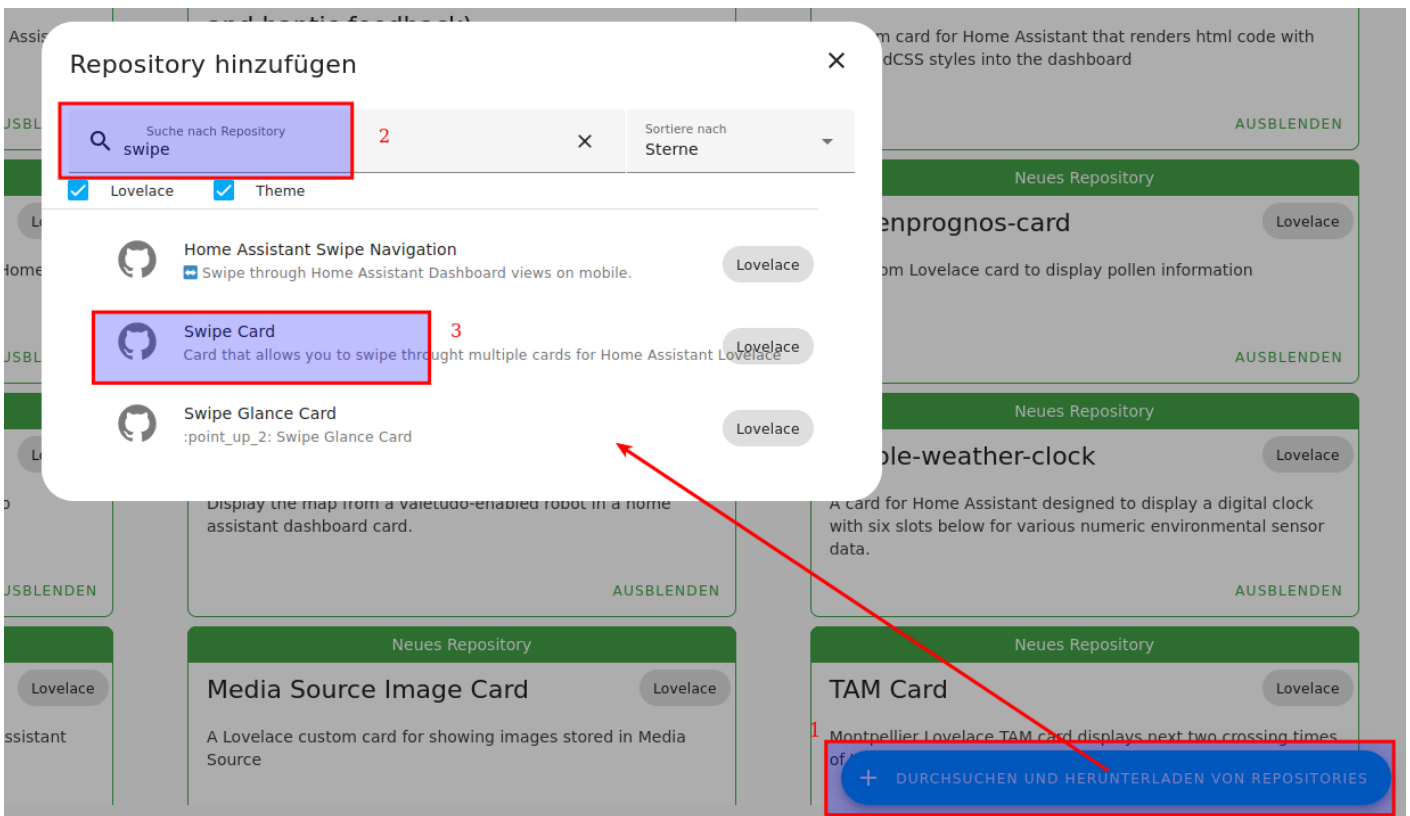 and haptic feedback)
Assis
m card for Home Assistant that renders html code with
dCSS styles into the dashboard
Repository hinzufügen
USBL
AUSBLENDEN
Suche nach Repository
swipe
2
Sortiere nach
Sterne
Lovelace
Theme
Neues Repository
enprognos-card
Lovelace
Home Assistant Swipe Navigation
Swipe through Home Assistant Dashboard views on mobile.
Lovelace
Home
om Lovelace card to display pollen information
Swipe Card
3
Card that allows you to swipe throught multiple cards for Home Assistant Lovelace
Lovelace
USBL
AUSBLENDEN
Swipe Glance Card
:point_up_2: Swipe Glance Card
Lovelace
Neues Repository
ple-weather-clock
Lovelace
Display the map from a valetudo-enabled robot in a home
assistant dashboard card.
A card for Home Assistant designed to display a digital clock
with six slots below for various numeric environmental sensor
data.
USBLENDEN
AUSBLENDEN
AUSBLENDEN
Neues Repository
Neues Repository
Lovelace
Media Source Image Card
Lovelace
TAM Card
Lovelace
ssistant
A Lovelace custom card for showing images stored in Media
Source
1
Montpellier Lovelace TAM card displays next two crossing times
of
+ DURCHSUCHEN UND HERUNTERLADEN VON REPOSITORIES